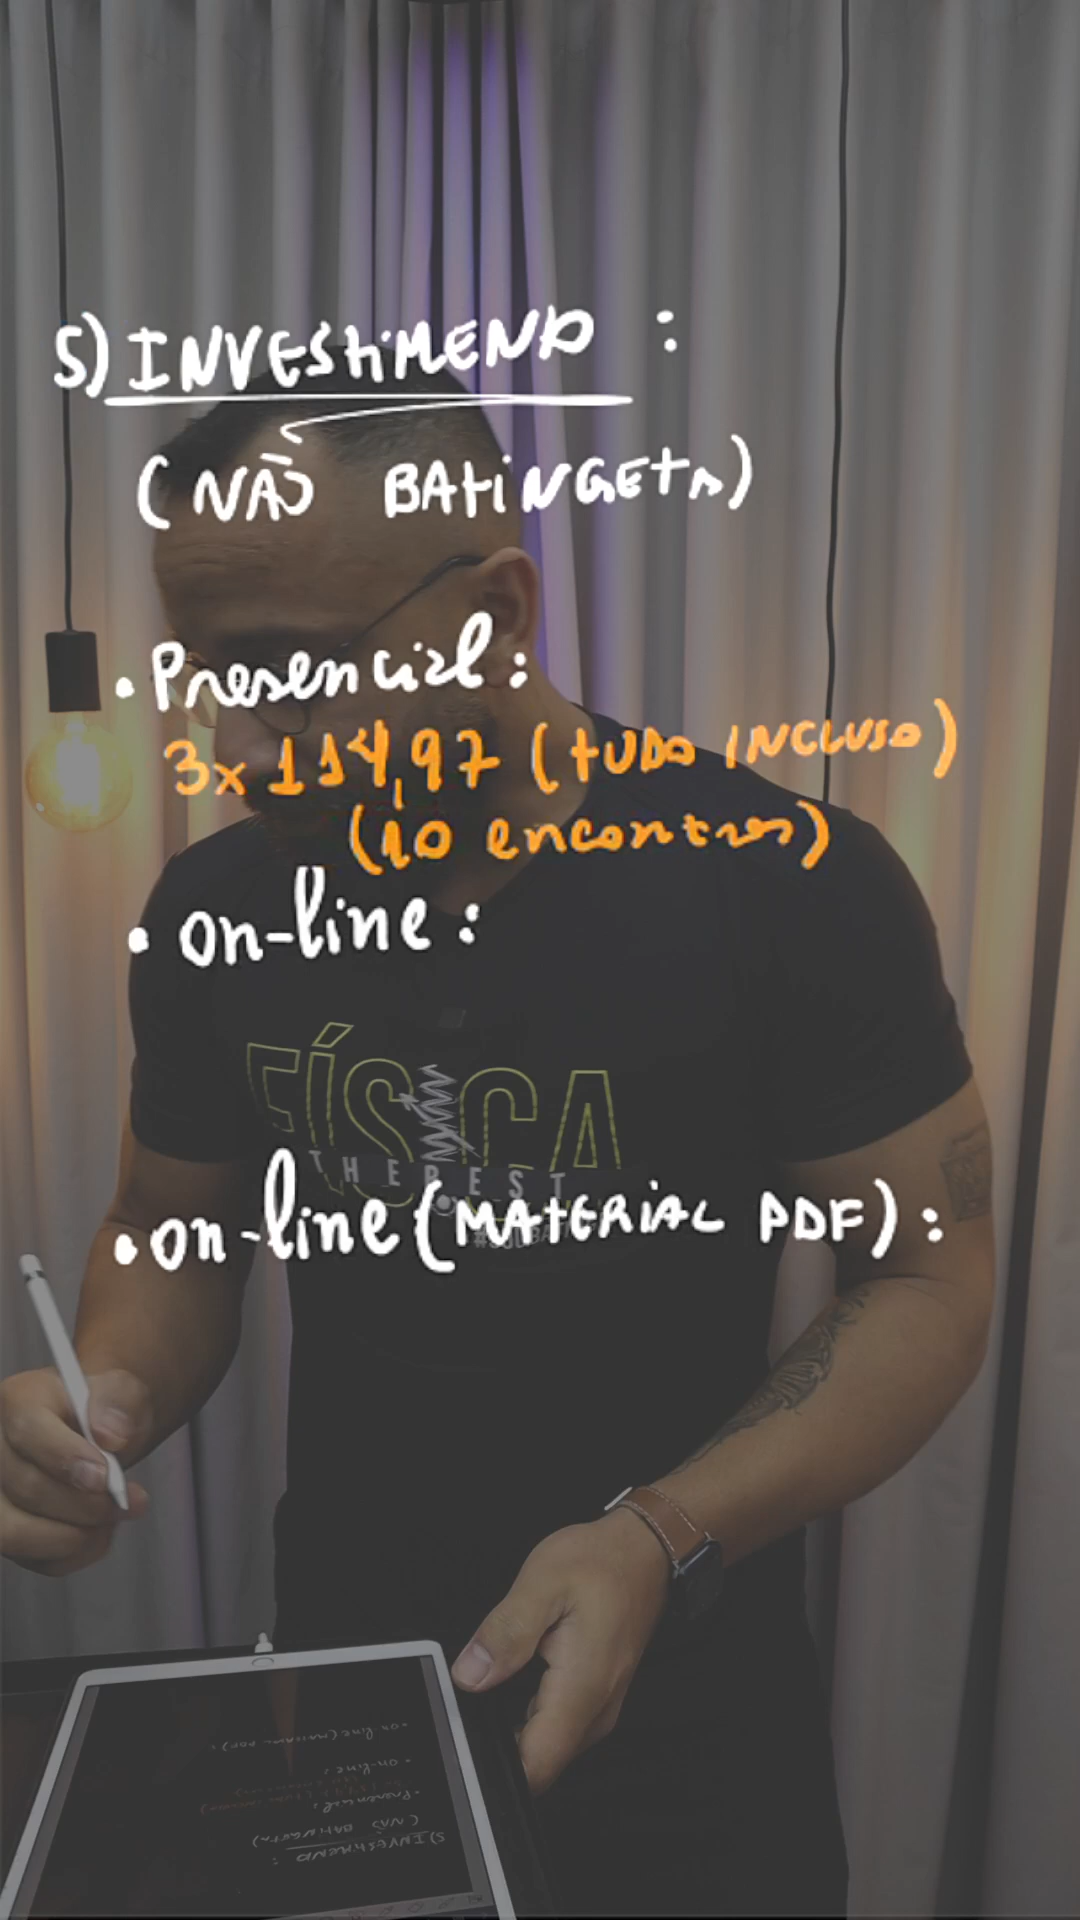 5) INVESTIMENTO :
(NÃO BATINGETA)
• Presencial:
3x 114,97 (tUDO INCLUSO)
(10 encontros)
• on-line :
FÍSICA
THE BEST
• on-line (MATERIAL PDF) :